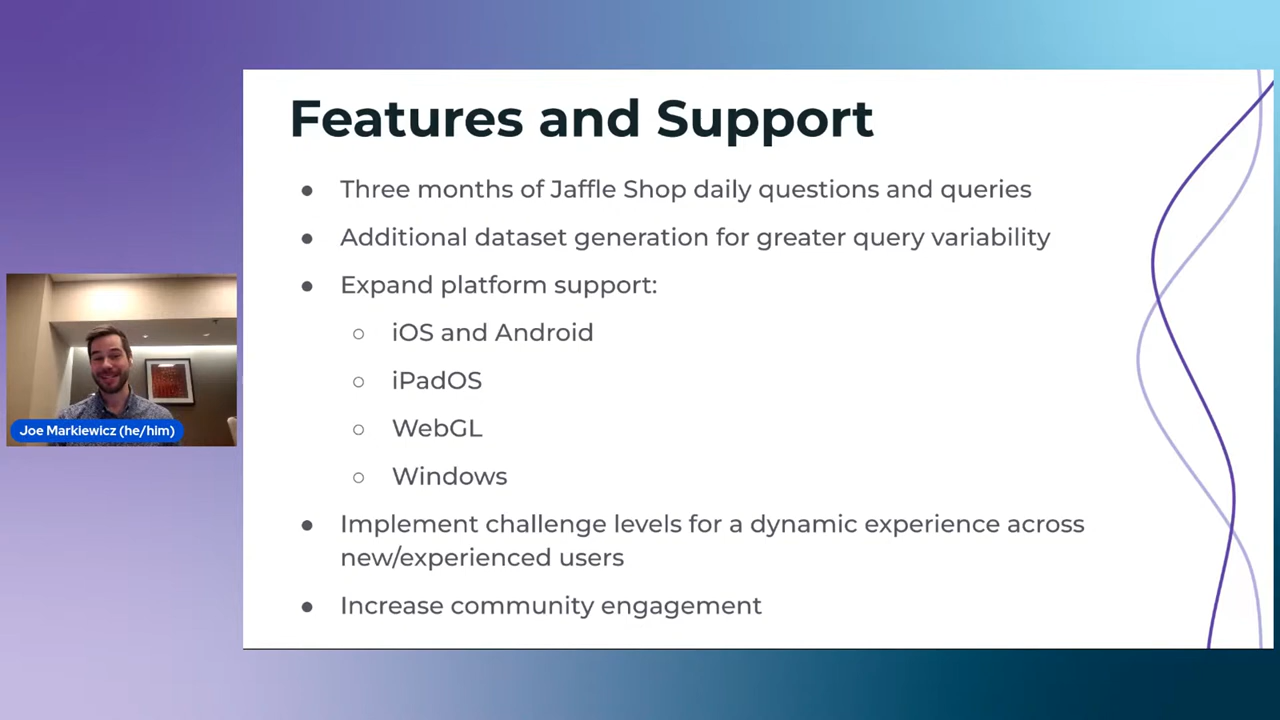 Features and Support
● Three months of Jaffle Shop daily questions and queries
● Additional dataset generation for greater query variability
● Expand platform support:
○ iOS and Android
○ iPadOS
○ WebGL
○ Windows
● Implement challenge levels for a dynamic experience across
new/experienced users
● Increase community engagement
Joe Markiewicz (he/him)